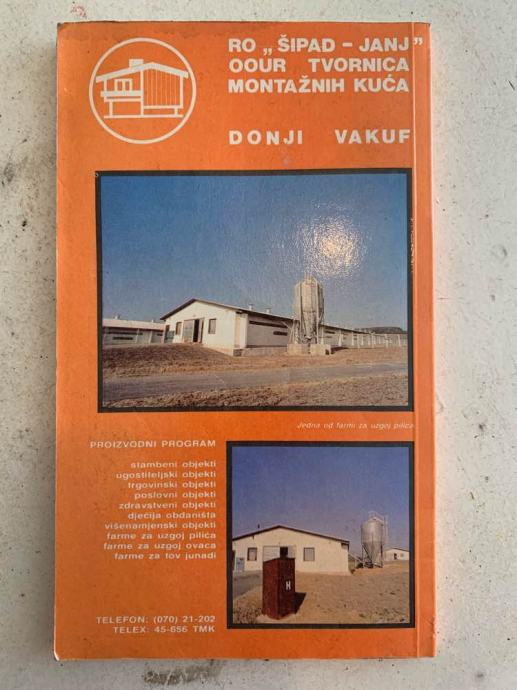 RO „ŠIPAD - JANJ”
OOUR TVORNICA
MONTAŽNIH KUĆA
DONJI VAKUF
Jedna od farmi za uzgoj pilića
PROIZVODNI PROGRAM
stambeni objekti
ugostiteljski objekti
trgovinski objekti
poslovni objekti
zdravstveni objekti
dječija obdaništa
višenamjenski objekti
farme za uzgoj pilića
farme za uzgoj ovaca
farme za tov junadi
H
TELEFON: (070) 21-202
TELEX: 45-656 TMK